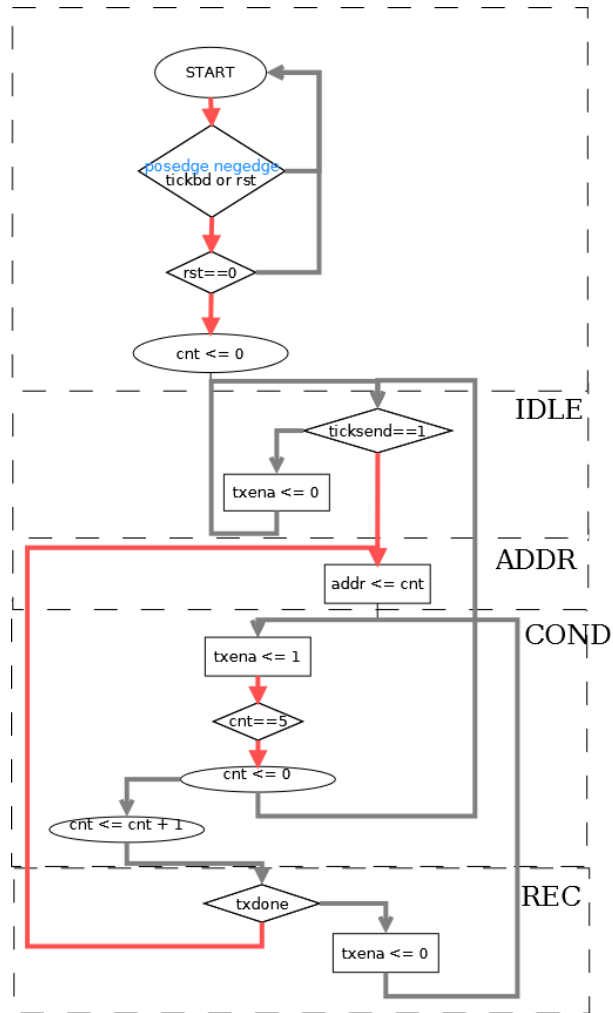 START
posedge negedge
tickbd or rst
rst==0
cnt <= 0
IDLE
ticksend==1
txena <= 0
ADDR
addr <= cnt
COND
txena <= 1
cnt==5
cnt <= 0
cnt <= cnt + 1
REC
txdone
txena <= 0